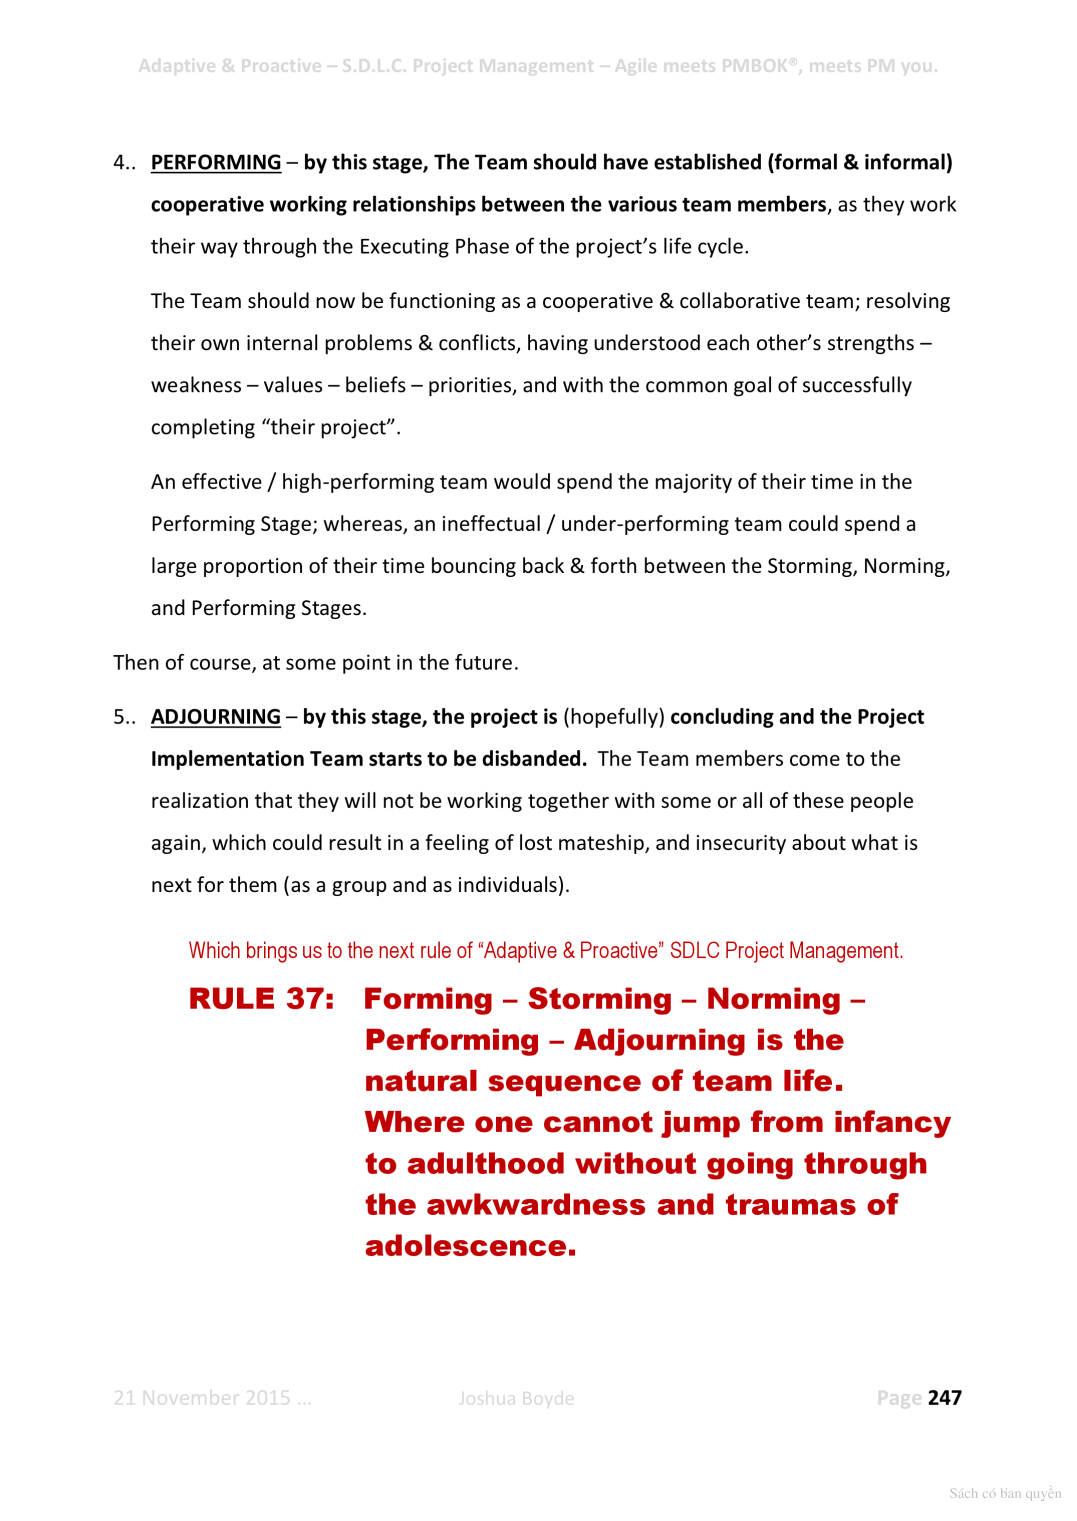 Adaptive & Proactive – S.D.L.C. Project Management – Agile meets PMBOK®, meets PM you.
4.. PERFORMING – by this stage, The Team should have established (formal & informal)
cooperative working relationships between the various team members, as they work
their way through the Executing Phase of the project’s life cycle.
The Team should now be functioning as a cooperative & collaborative team; resolving
their own internal problems & conflicts, having understood each other’s strengths –
weakness – values – beliefs – priorities, and with the common goal of successfully
completing “their project”.
An effective / high-performing team would spend the majority of their time in the
Performing Stage; whereas, an ineffectual / under-performing team could spend a
large proportion of their time bouncing back & forth between the Storming, Norming,
and Performing Stages.
Then of course, at some point in the future.
5.. ADJOURNING – by this stage, the project is (hopefully) concluding and the Project
Implementation Team starts to be disbanded. The Team members come to the
realization that they will not be working together with some or all of these people
again, which could result in a feeling of lost mateship, and insecurity about what is
next for them (as a group and as individuals).
Which brings us to the next rule of “Adaptive & Proactive” SDLC Project Management.
RULE 37: Forming – Storming – Norming –
Performing – Adjourning is the
natural sequence of team life.
Where one cannot jump from infancy
to adulthood without going through
the awkwardness and traumas of
adolescence.
21 November 2015 ... Joshua Boyde Page 247
Sách có bản quyền